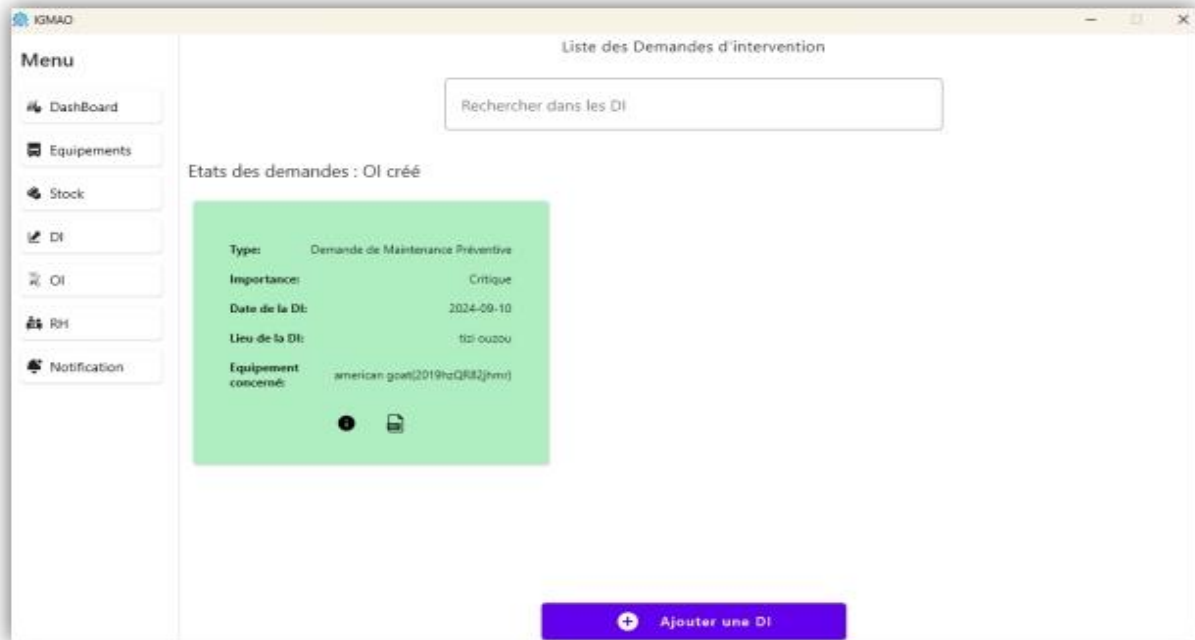 IGMAO
Menu
DashBoard
Equipements
Stock
DI
OI
RH
Notification
Liste des Demandes d'intervention
Rechercher dans les DI
Etats des demandes : OI créé
Type: Demande de Maintenance Préventive
Importance: Critique
Date de la DI: 2024-09-10
Lieu de la DI: tizi ouzou
Equipement
concerné: american goat(2019hzQR82jhmr)
Ajouter une DI